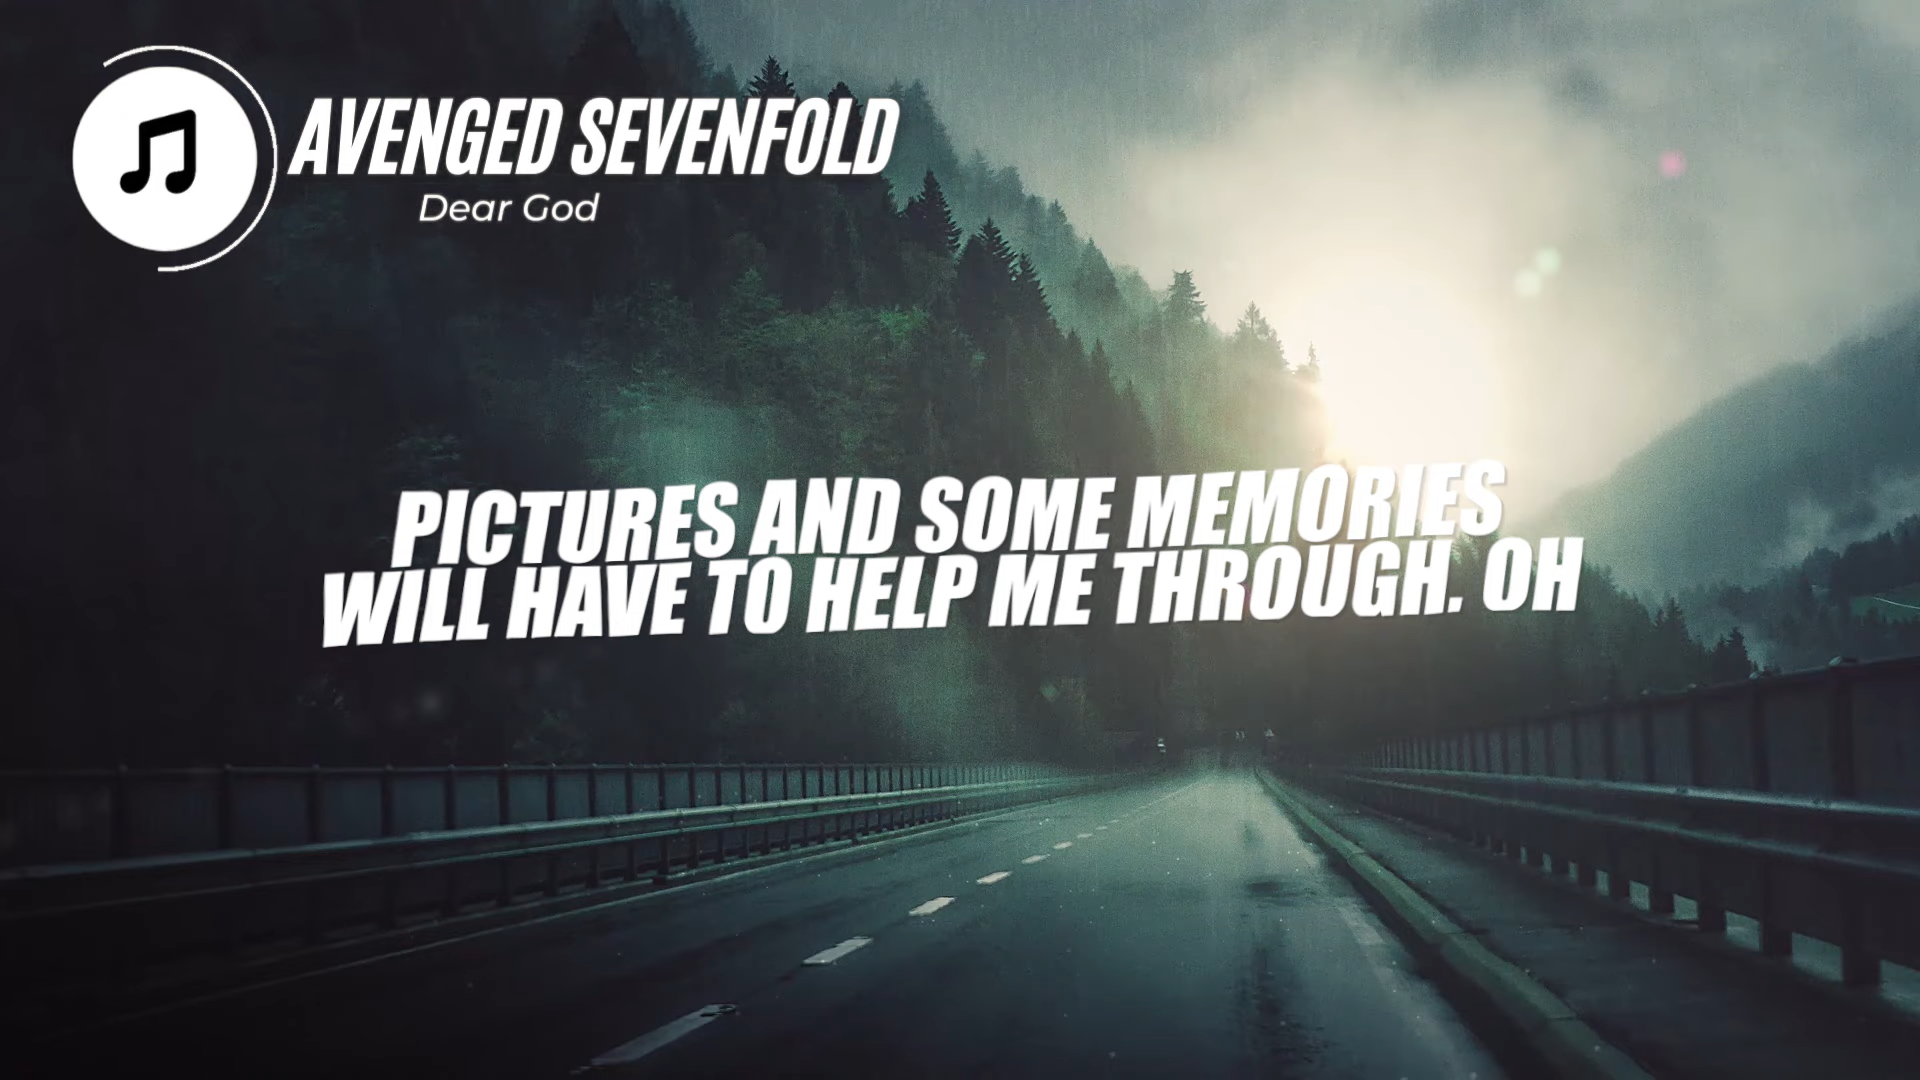 AVENGED SEVENFOLD
Dear God
PICTURES AND SOME MEMORIES
WILL HAVE TO HELP ME THROUGH. OH